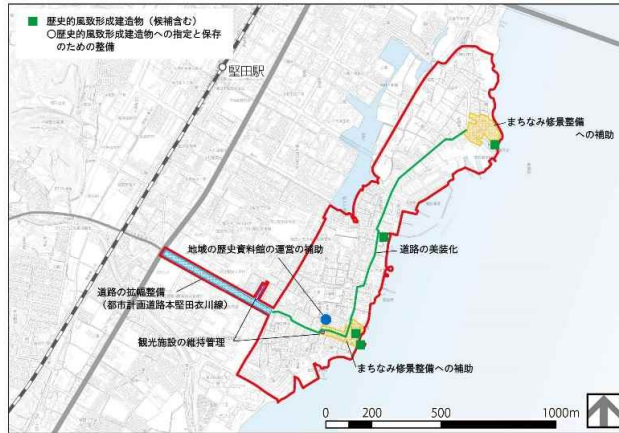 歴史的風致形成建造物（候補含む）
○歴史的風致形成建造物への指定と保存
のための整備
堅田駅
まちなみ修景整備
への補助
地域の歴史資料館の運営の補助
道路の美装化
道路の拡幅整備
（都市計画道路本堅田衣川線）
観光施設の維持管理
まちなみ修景整備への補助
0 200 500 1000m